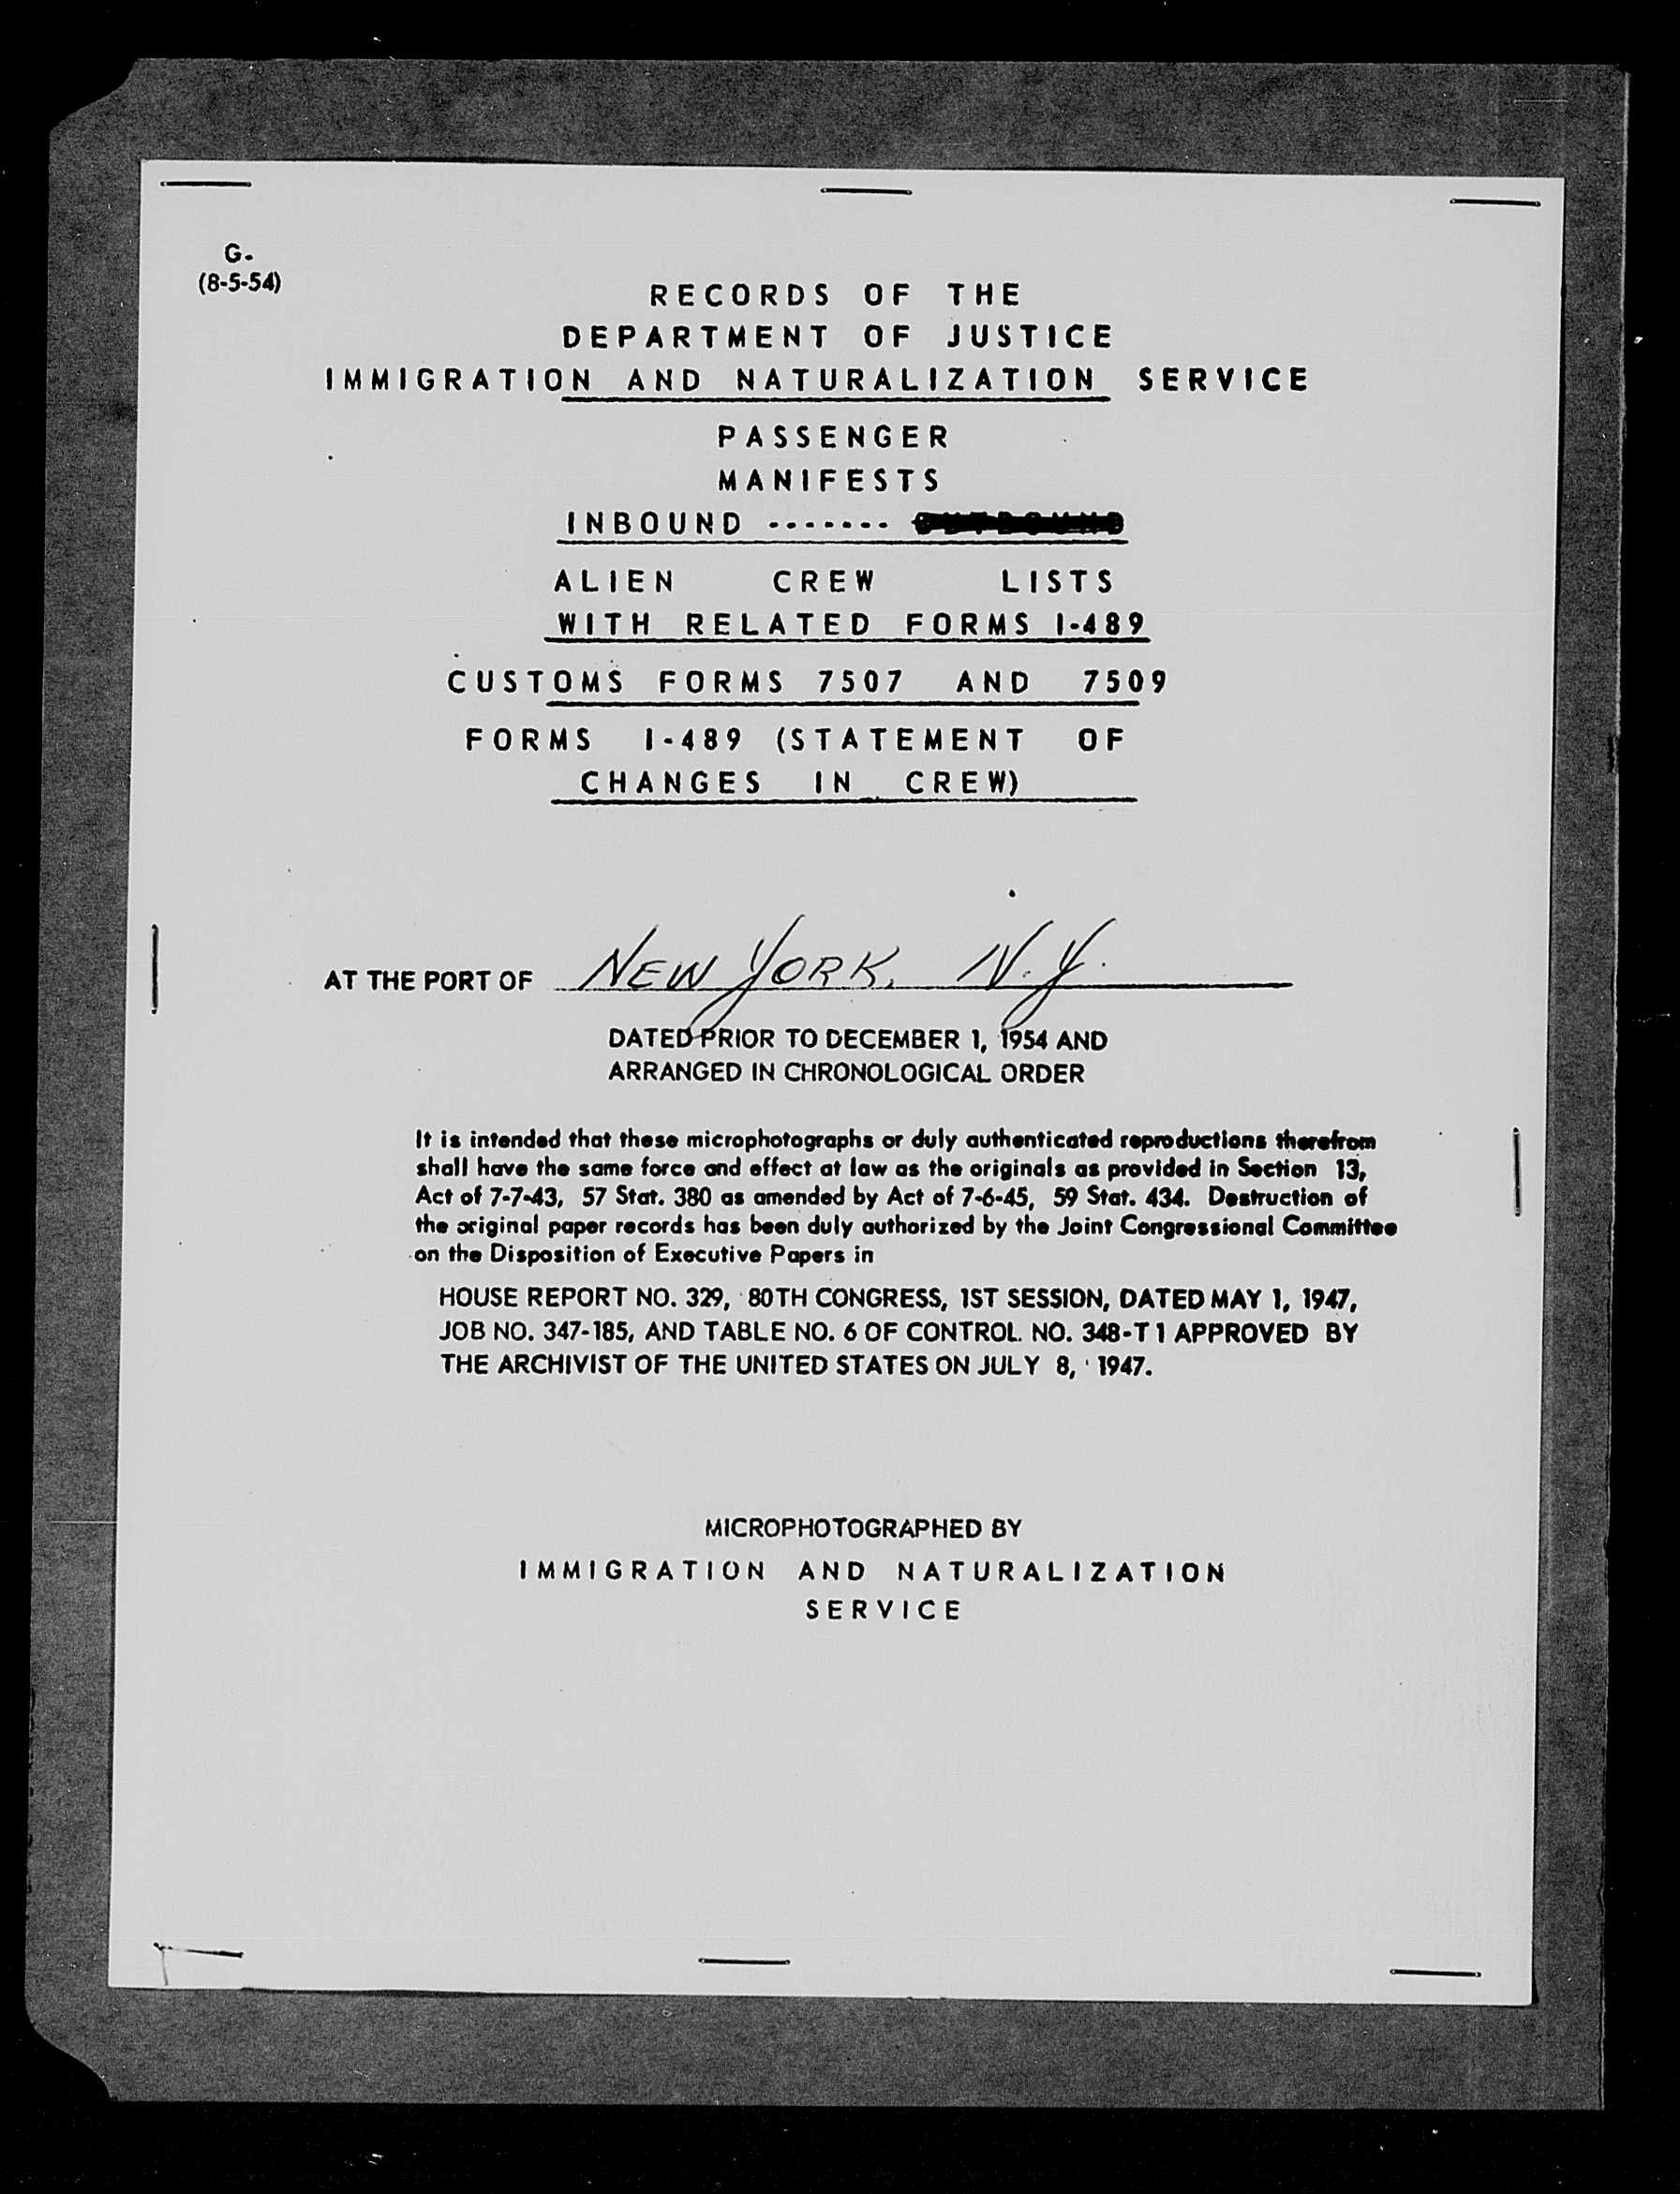 G.
(8-5-54)
RECORDS OF THE
DEPARTMENT OF JUSTICE
IMMIGRATION AND NATURALIZATION SERVICE
PASSENGER
MANIFESTS
INBOUND ------- OUTBOUND
ALIEN CREW LISTS
WITH RELATED FORMS I-489
CUSTOMS FORMS 7507 AND 7509
FORMS I-489 (STATEMENT OF
CHANGES IN CREW)
AT THE PORT OF NEW YORK, N.Y.
DATED PRIOR TO DECEMBER 1, 1954 AND
ARRANGED IN CHRONOLOGICAL ORDER
It is intended that these microphotographs or duly authenticated reproductions therefrom
shall have the same force and effect at law as the originals as provided in Section 13,
Act of 7-7-43, 57 Stat. 380 as amended by Act of 7-6-45, 59 Stat. 434. Destruction of
the original paper records has been duly authorized by the Joint Congressional Committee
on the Disposition of Executive Papers in
HOUSE REPORT NO. 329, 80TH CONGRESS, 1ST SESSION, DATED MAY 1, 1947,
JOB NO. 347-185, AND TABLE NO. 6 OF CONTROL NO. 348-T1 APPROVED BY
THE ARCHIVIST OF THE UNITED STATES ON JULY 8, 1947.
MICROPHOTOGRAPHED BY
IMMIGRATION AND NATURALIZATION
SERVICE